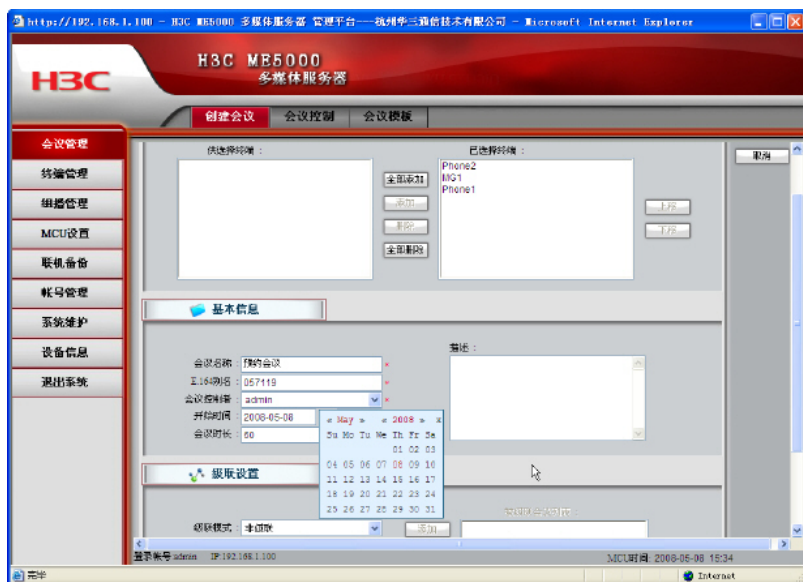 http://192.168.1.100 - H3C ME5000 多媒体服务器 管理平台---杭州华三通信技术有限公司 - Microsoft Internet Explorer
H3C
H3C ME5000
多媒体服务器
创建会议 会议控制 会议模板
会议管理
终端管理
组播管理
MCU设置
联机备份
帐号管理
系统维护
设备信息
退出系统
供选择终端：
已选择终端：
取消
Phone2
MG1
Phone1
全部添加
添加
删除
全部删除
上移
下移
基本信息
描述：
会议名称：预约会议 *
E.164别名：057119 *
会议控制者：admin *
开始时间：2008-05-08
会议时长：60
« May » « 2008 » x
Su Mo Tu We Th Fr Sa
01 02 03
04 05 06 07 08 09 10
11 12 13 14 15 16 17
18 19 20 21 22 23 24
25 26 27 28 29 30 31
级联设置
级联模式：非级联
添加
登录帐号:admin IP:192.168.1.100
MCU时间: 2008-05-08 15:34
完毕
Internet